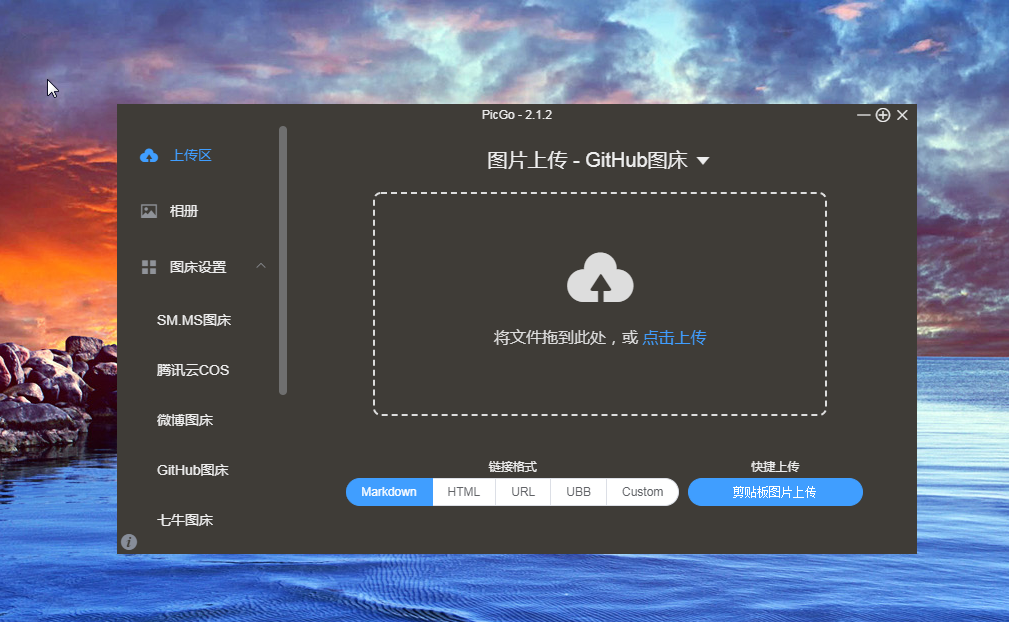 PicGo - 2.1.2
上传区
相册
图床设置
SM.MS图床
腾讯云COS
微博图床
GitHub图床
七牛图床
图片上传 - GitHub图床
将文件拖到此处，或 点击上传
链接格式
Markdown HTML URL UBB Custom
快捷上传
剪贴板图片上传